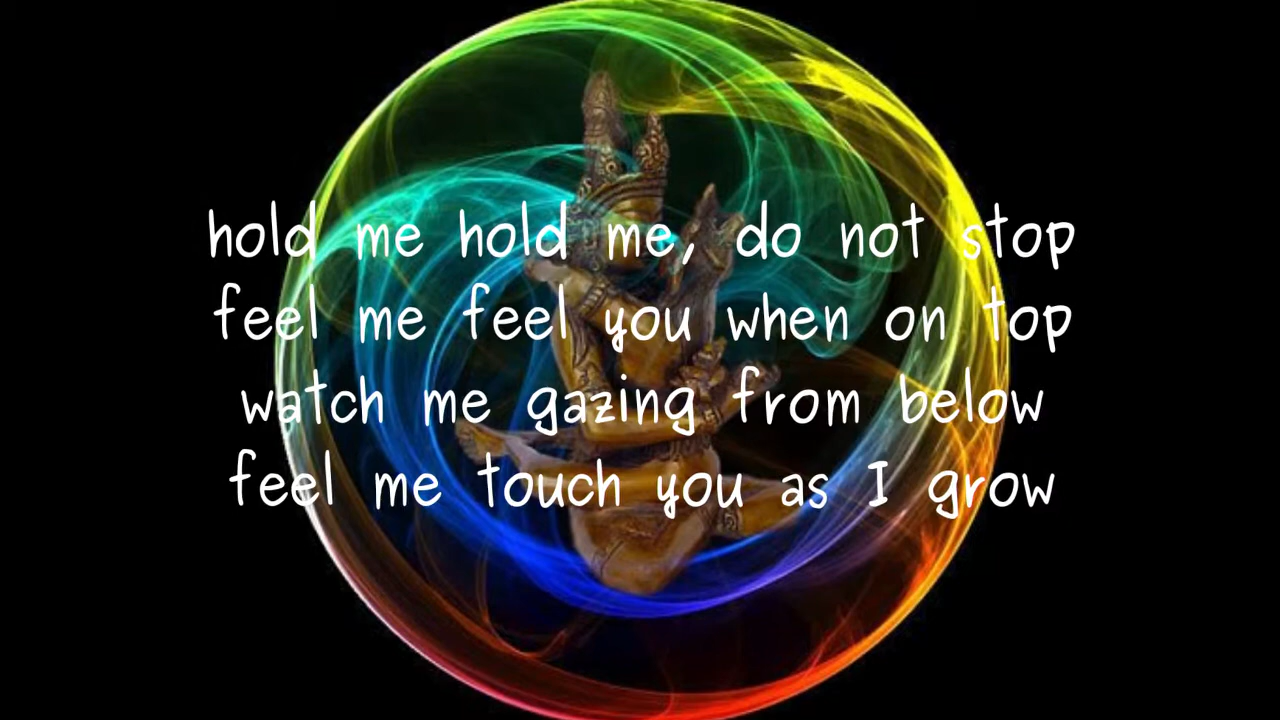 hold me hold me, do not stop
feel me feel you when on top
watch me gazing from below
feel me touch you as I grow